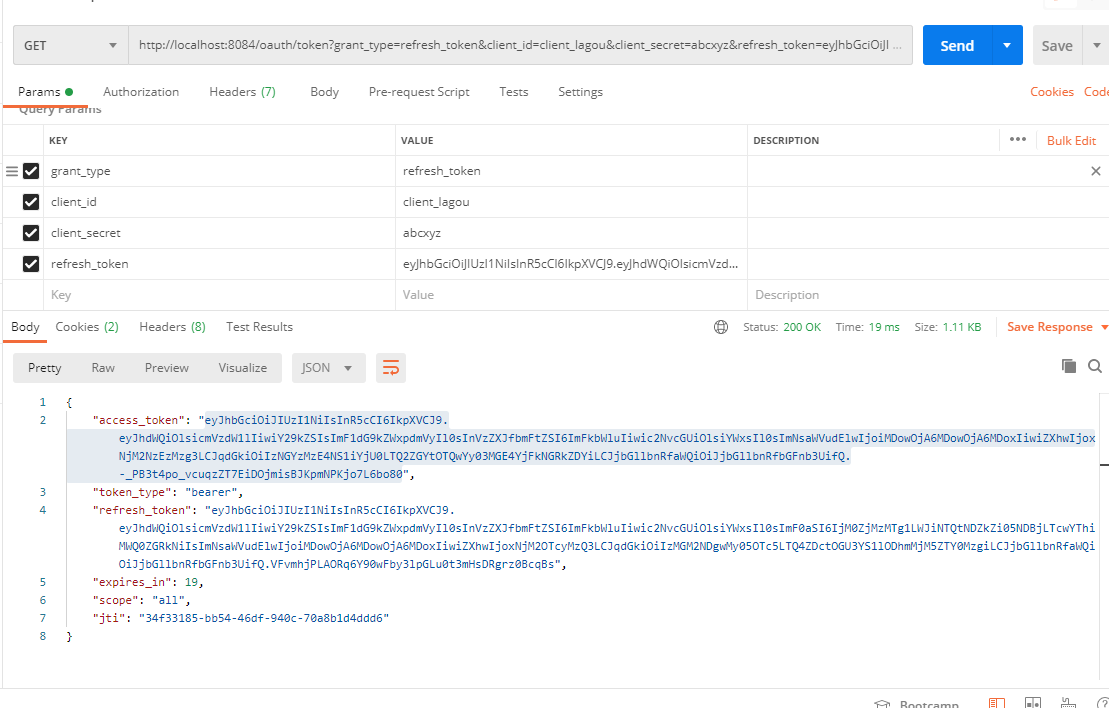 GET
http://localhost:8084/oauth/token?grant_type=refresh_token&client_id=client_lagou&client_secret=abcxyz&refresh_token=eyJhbGciOiJI ...
Send
Save
Params
Authorization
Headers (7)
Body
Pre-request Script
Tests
Settings
Cookies
Code
Query Params
KEY
VALUE
DESCRIPTION
Bulk Edit
grant_type
refresh_token
client_id
client_lagou
client_secret
abcxyz
refresh_token
eyJhbGciOiJIUzI1NiIsInR5cCI6IkpXVCJ9.eyJhdWQiOlsicmVzd...
Key
Value
Description
Body
Cookies (2)
Headers (8)
Test Results
Status: 200 OK
Time: 19 ms
Size: 1.11 KB
Save Response
Pretty
Raw
Preview
Visualize
JSON
1 {
2 "access_token": "eyJhbGciOiJIUzI1NiIsInR5cCI6IkpXVCJ9.
eyJhdWQiOlsicmVzdW1lIiwiY29kZSIsImF1dG9kZWxpdmVyIl0sInVzZXJfbmFtZSI6ImFkbWluIiwic2NvcGUiOlsiYWxsIl0sImNsaWVudElwIjoiMDowOjA6MDowOjA6MDoxIiwiZXhwIjox
NjM2NzEzMzg3LCJqdGkiOiIzNGYzMzE4NS1iYjU0LTQ2ZGYtOTQwYy03MGE4YjFkNGRkZDYiLCJjbGllbnRfaWQiOiJjbGllbnRfbGFnb3UifQ.
-_PB3t4po_vcuqzZT7EiDOjmisBJKpmNPKjo7L6bo80",
3 "token_type": "bearer",
4 "refresh_token": "eyJhbGciOiJIUzI1NiIsInR5cCI6IkpXVCJ9.
eyJhdWQiOlsicmVzdW1lIiwiY29kZSIsImF1dG9kZWxpdmVyIl0sInVzZXJfbmFtZSI6ImFkbWluIiwic2NvcGUiOlsiYWxsIl0sImF0aSI6IjM0ZjMzMTg1LWJiNTQtNDZkZi05NDBjLTcwYThi
MWQ0ZGRkNiIsImNsaWVudElwIjoiMDowOjA6MDowOjA6MDoxIiwiZXhwIjoxNjM2OTcyMzQ3LCJqdGkiOiIzMGM2NDgwMy05OTc5LTQ4ZDctOGU3YS1lODhmMjM5ZTY0MzgiLCJjbGllbnRfaWQi
OiJjbGllbnRfbGFnb3UifQ.VFvmhjPLAORq6Y90wFby3lpGLu0t3mHsDRgrz0BcqBs",
5 "expires_in": 19,
6 "scope": "all",
7 "jti": "34f33185-bb54-46df-940c-70a8b1d4ddd6"
8 }
Bootcamp